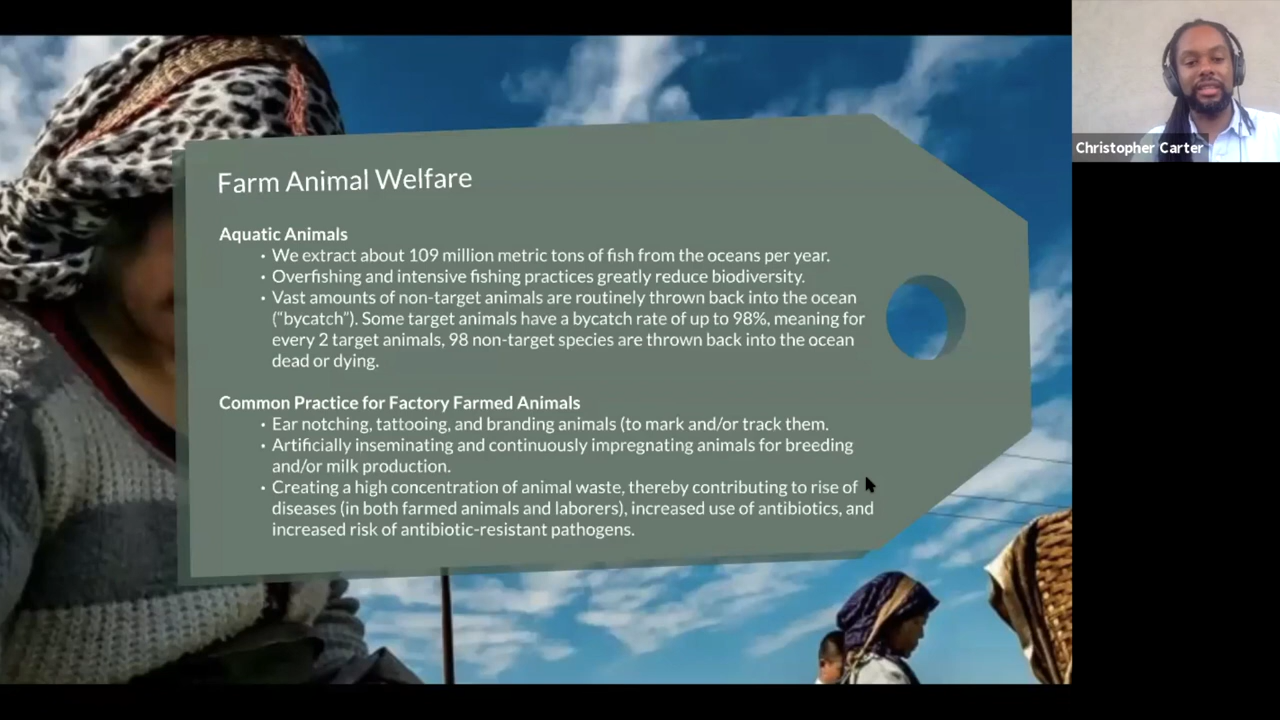 Farm Animal Welfare
Aquatic Animals
• We extract about 109 million metric tons of fish from the oceans per year.
• Overfishing and intensive fishing practices greatly reduce biodiversity.
• Vast amounts of non-target animals are routinely thrown back into the ocean
(“bycatch”). Some target animals have a bycatch rate of up to 98%, meaning for
every 2 target animals, 98 non-target species are thrown back into the ocean
dead or dying.
Common Practice for Factory Farmed Animals
• Ear notching, tattooing, and branding animals (to mark and/or track them.
• Artificially inseminating and continuously impregnating animals for breeding
and/or milk production.
• Creating a high concentration of animal waste, thereby contributing to rise of
diseases (in both farmed animals and laborers), increased use of antibiotics, and
increased risk of antibiotic-resistant pathogens.
Christopher Carter